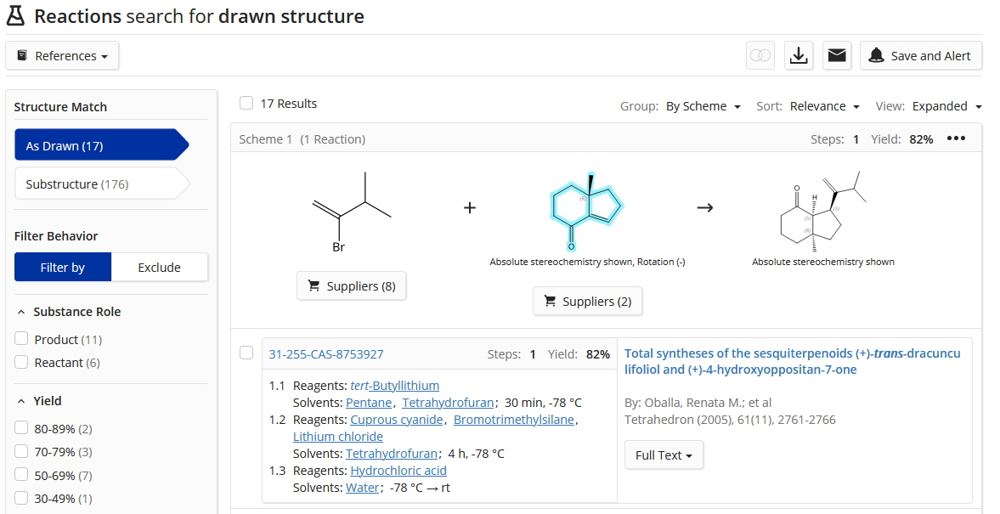 Reactions search for drawn structure
References
Save and Alert
Structure Match
As Drawn (17)
Substructure (176)
Filter Behavior
Filter by
Exclude
Substance Role
Product (11)
Reactant (6)
Yield
80-89% (2)
70-79% (3)
50-69% (7)
30-49% (1)
17 Results
Group: By Scheme
Sort: Relevance
View: Expanded
Scheme 1 (1 Reaction)
Steps: 1 Yield: 82% •••
Br
Suppliers (8)
+
(R)
O
Absolute stereochemistry shown, Rotation (-)
Suppliers (2)
→
O
H
(S)
(S)
(R)
Absolute stereochemistry shown
31-255-CAS-8753927
Steps: 1 Yield: 82%
1.1 Reagents: tert-Butyllithium
Solvents: Pentane, Tetrahydrofuran; 30 min, -78 °C
1.2 Reagents: Cuprous cyanide, Bromotrimethylsilane,
Lithium chloride
Solvents: Tetrahydrofuran; 4 h, -78 °C
1.3 Reagents: Hydrochloric acid
Solvents: Water; -78 °C → rt
Total syntheses of the sesquiterpenoids (+)-trans-dracuncu
lifoliol and (+)-4-hydroxyoppositan-7-one
By: Oballa, Renata M.; et al
Tetrahedron (2005), 61(11), 2761-2766
Full Text